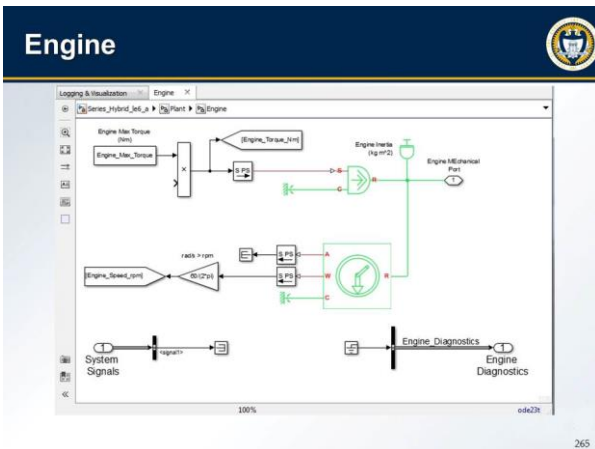 Engine
Logging & Visualization
Engine
Series_Hybrid_le6_a
Plant
Engine
Engine Max Torque
(Nm)
Engine_Max_Torque
×
[Engine_Torque_Nm]
S PS
S
C
R
Engine Inertia
(kg m^2)
Engine MEchanical
Port
1
rad/s > rpm
[Engine_Speed_rpm]
60/(2*pi)
S PS
S PS
A
W
C
R
1
System
Signals
<signal1>
Engine_Diagnostics
1
Engine
Diagnostics
100%
ode23t
265